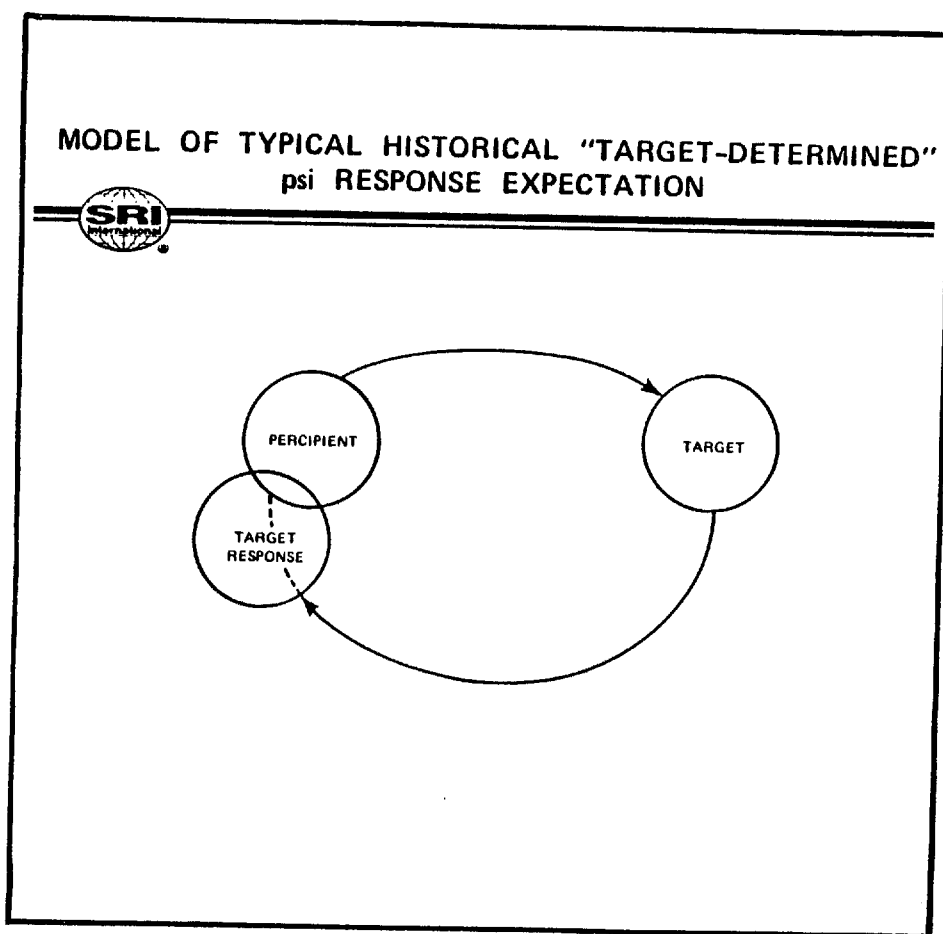 MODEL OF TYPICAL HISTORICAL "TARGET-DETERMINED"
psi RESPONSE EXPECTATION
SRI
International
®
PERCIPIENT
TARGET
TARGET
RESPONSE